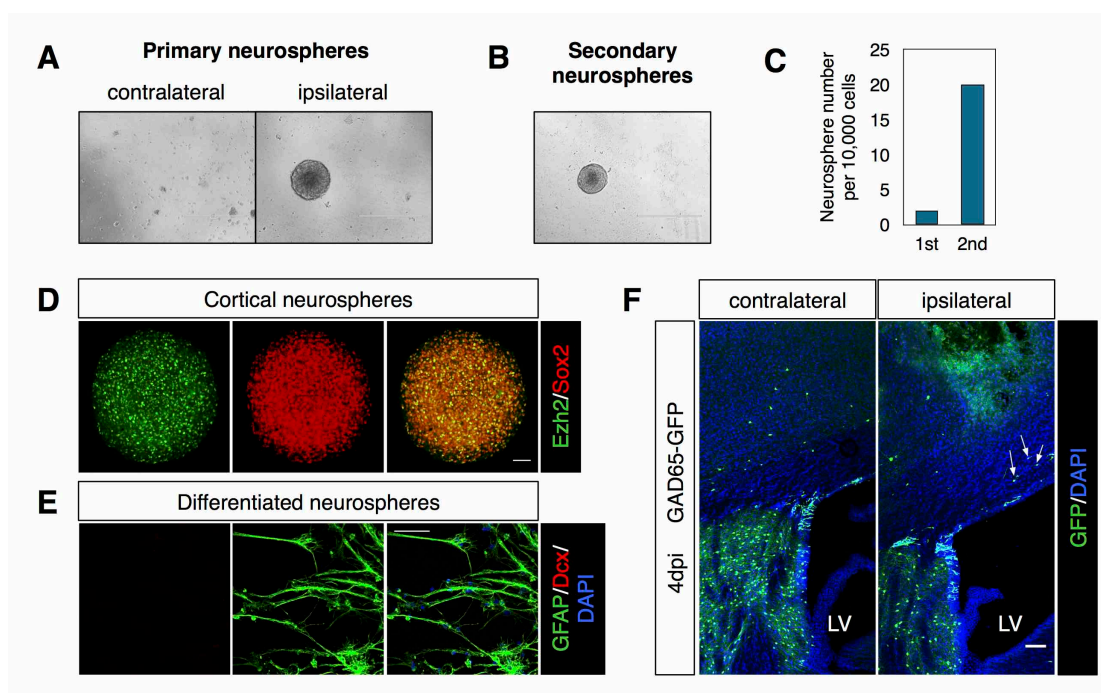 A
Primary neurospheres
contralateral
ipsilateral
B
Secondary
neurospheres
C
Neurosphere number
per 10,000 cells
25
20
15
10
5
0
1st
2nd
D
Cortical neurospheres
Ezh2/Sox2
E
Differentiated neurospheres
GFAP/Dcx/
DAPI
F
contralateral
ipsilateral
4dpi
GAD65-GFP
LV
LV
GFP/DAPI